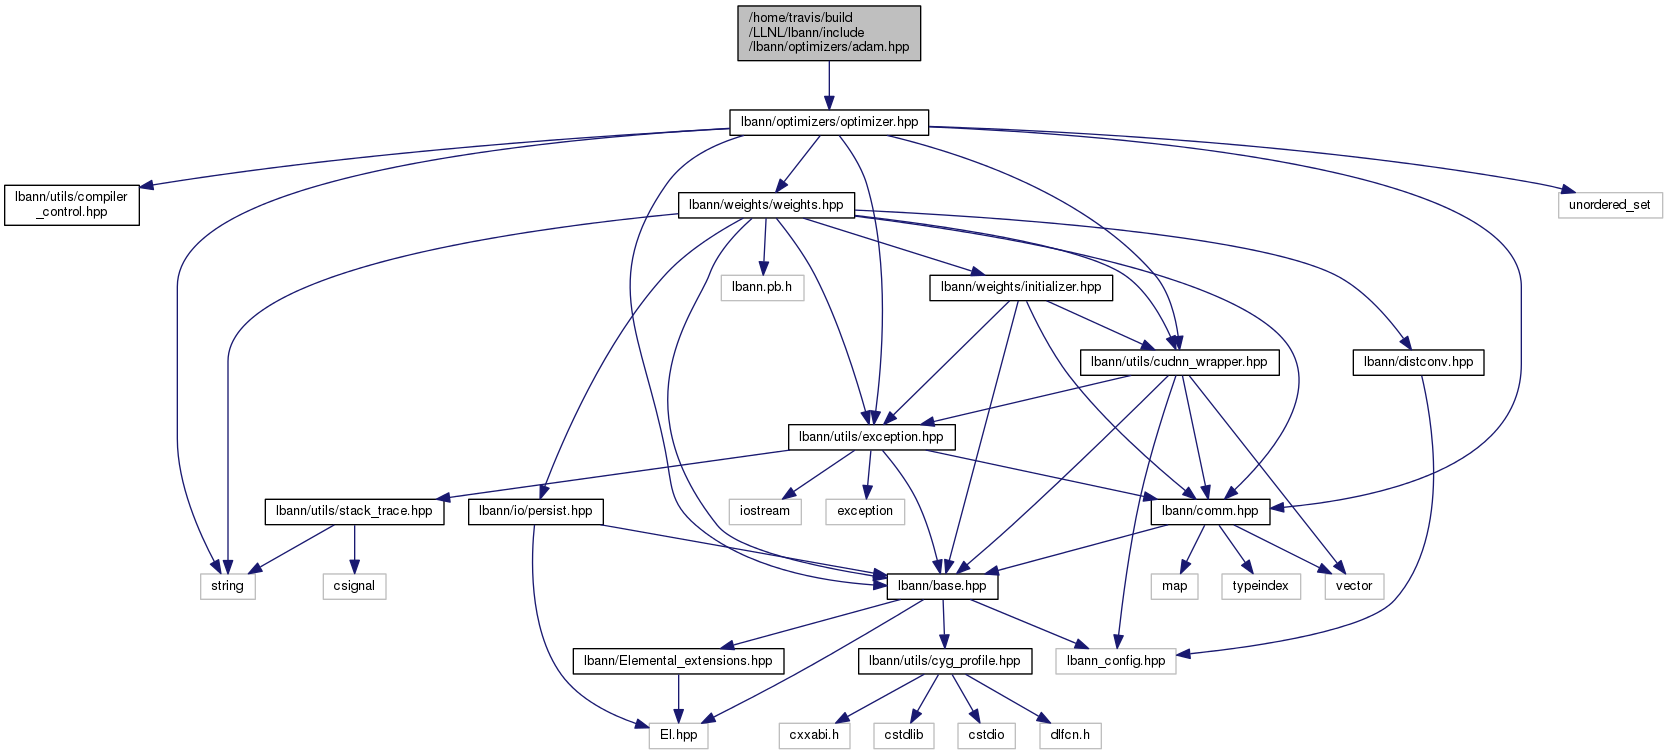 /home/travis/build
/LLNL/lbann/include
/lbann/optimizers/adam.hpp
lbann/optimizers/optimizer.hpp
lbann/utils/compiler
_control.hpp
lbann/weights/weights.hpp
unordered_set
lbann.pb.h
lbann/weights/initializer.hpp
lbann/utils/cudnn_wrapper.hpp
lbann/distconv.hpp
lbann/utils/exception.hpp
lbann/utils/stack_trace.hpp
lbann/io/persist.hpp
iostream
exception
lbann/comm.hpp
string
csignal
lbann/base.hpp
map
typeindex
vector
lbann/Elemental_extensions.hpp
lbann/utils/cyg_profile.hpp
lbann_config.hpp
El.hpp
cxxabi.h
cstdlib
cstdio
dlfcn.h